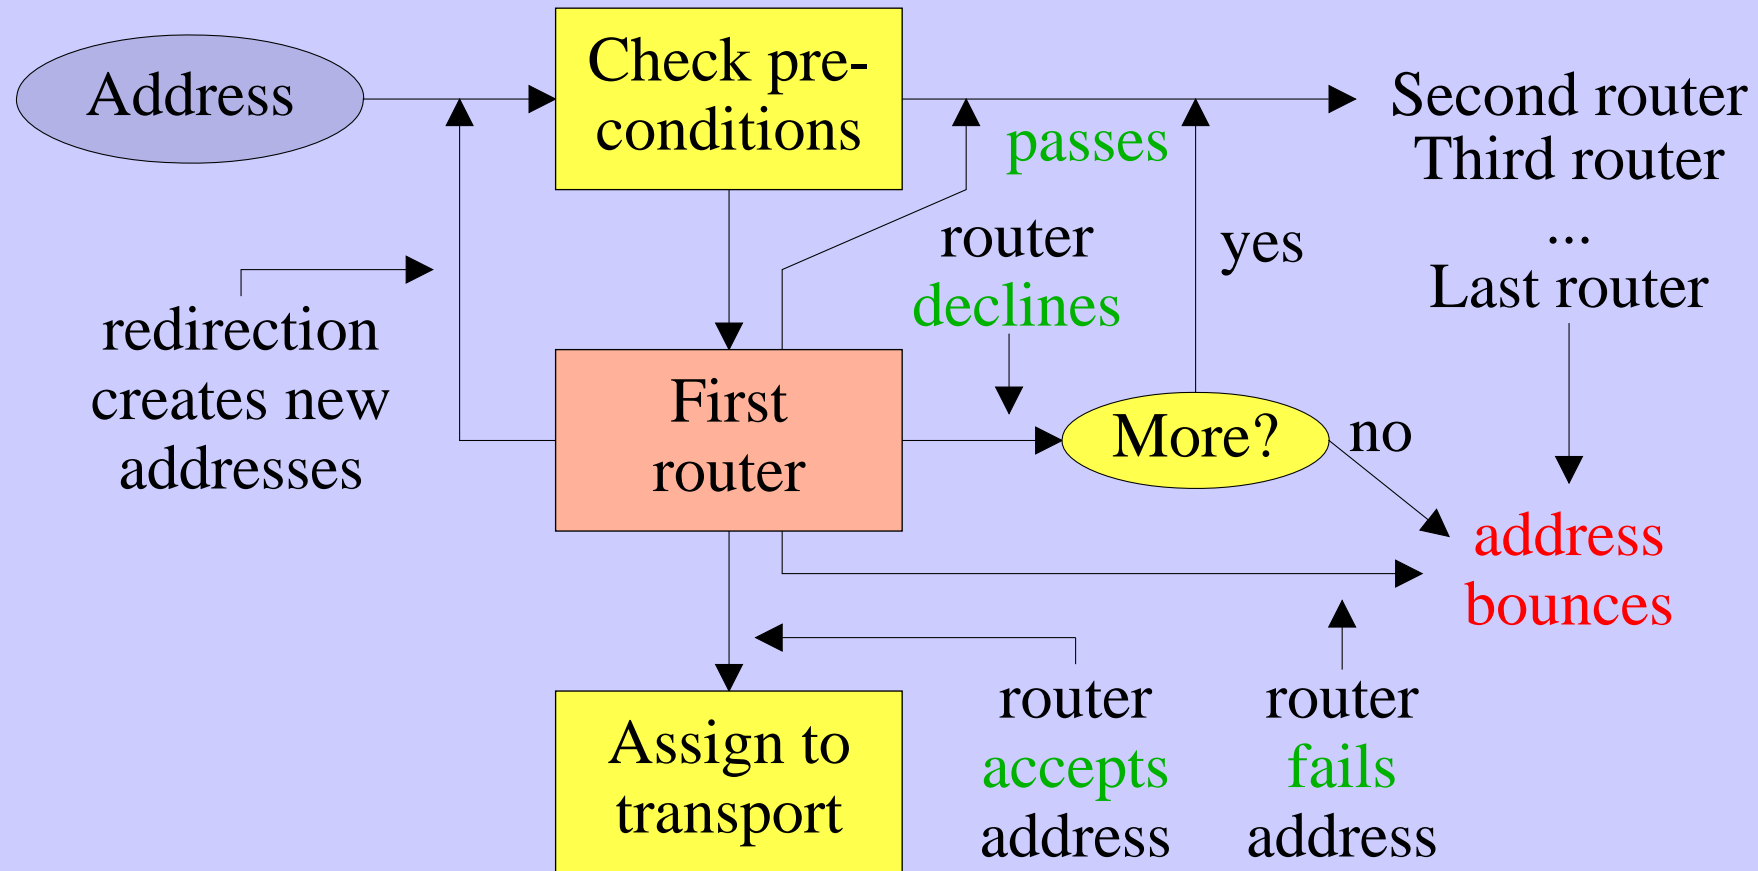 Address
Check pre-
conditions
passes
Second router
Third router
...
Last router
router
declines
yes
redirection
creates new
addresses
First
router
More?
no
address
bounces
Assign to
transport
router
accepts
address
router
fails
address